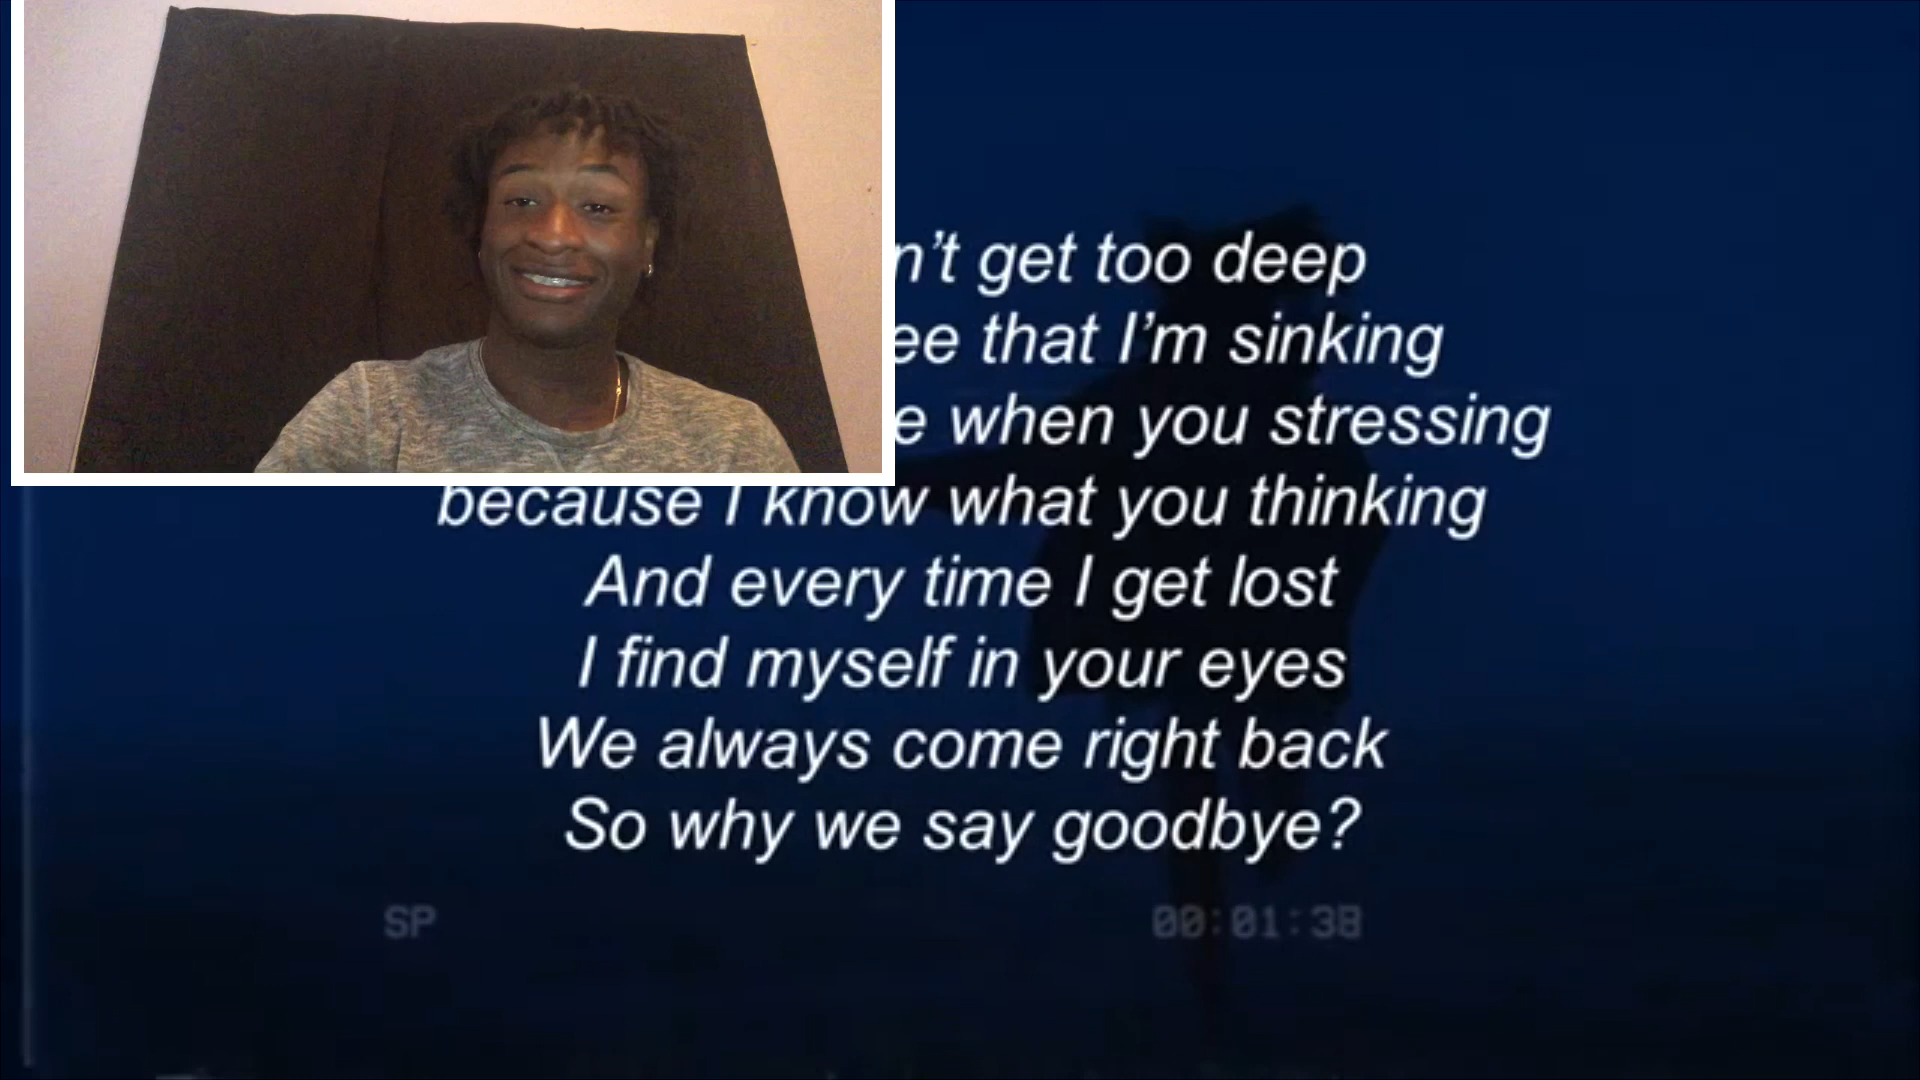 n't get too deep
ee that I'm sinking
e when you stressing
because I know what you thinking
And every time I get lost
I find myself in your eyes
We always come right back
So why we say goodbye?
SP 00:01:38